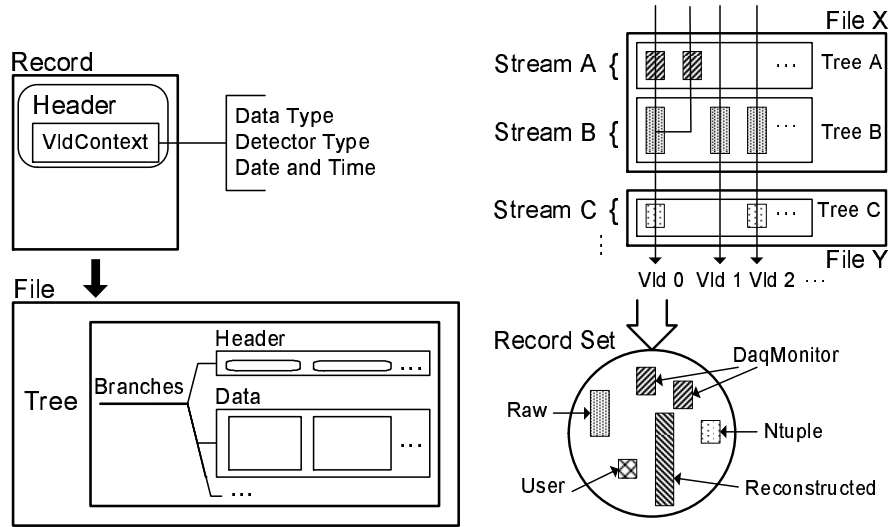 Record
Header
VldContext
Data Type
Detector Type
Date and Time
File
Tree
Branches
Header
...
Data
...
...
File X
Stream A {
... Tree A
Stream B {
... Tree B
Stream C {
... Tree C
File Y
Vld 0 Vld 1 Vld 2 ...
Record Set
DaqMonitor
Raw
Ntuple
User
Reconstructed